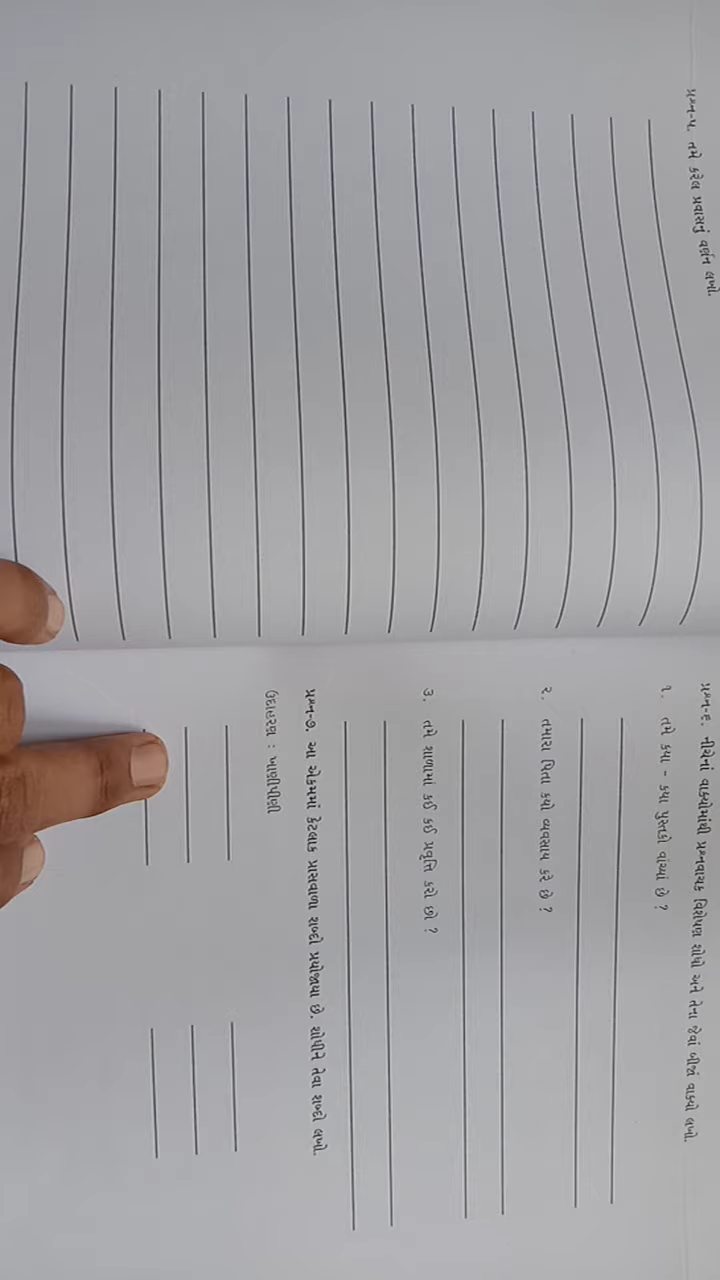 પ્રશ્ન-૫. તમે કરેલ પ્રવાસનું વર્ણન લખો.
પ્રશ્ન-૬. નીચેનાં વાક્યોમાંથી પ્રશ્નવાચક વિશેષણ શોધો અને તેના જેવાં બીજાં વાક્યો લખો.
૧. તમે કયા - કયા પુસ્તકો વાંચ્યાં છે ?
૨. તમારા પિતા કયો વ્યવસાય કરે છે ?
૩. તમે શાળામાં કઈ કઈ પ્રવૃત્તિ કરો છો ?
પ્રશ્ન-૭. આ એકમમાં કેટલાક પ્રાસવાળા શબ્દો પ્રયોજાયા છે. શોધીને તેવા શબ્દો લખો.
ઉદાહરણ : ખાણીપીણી